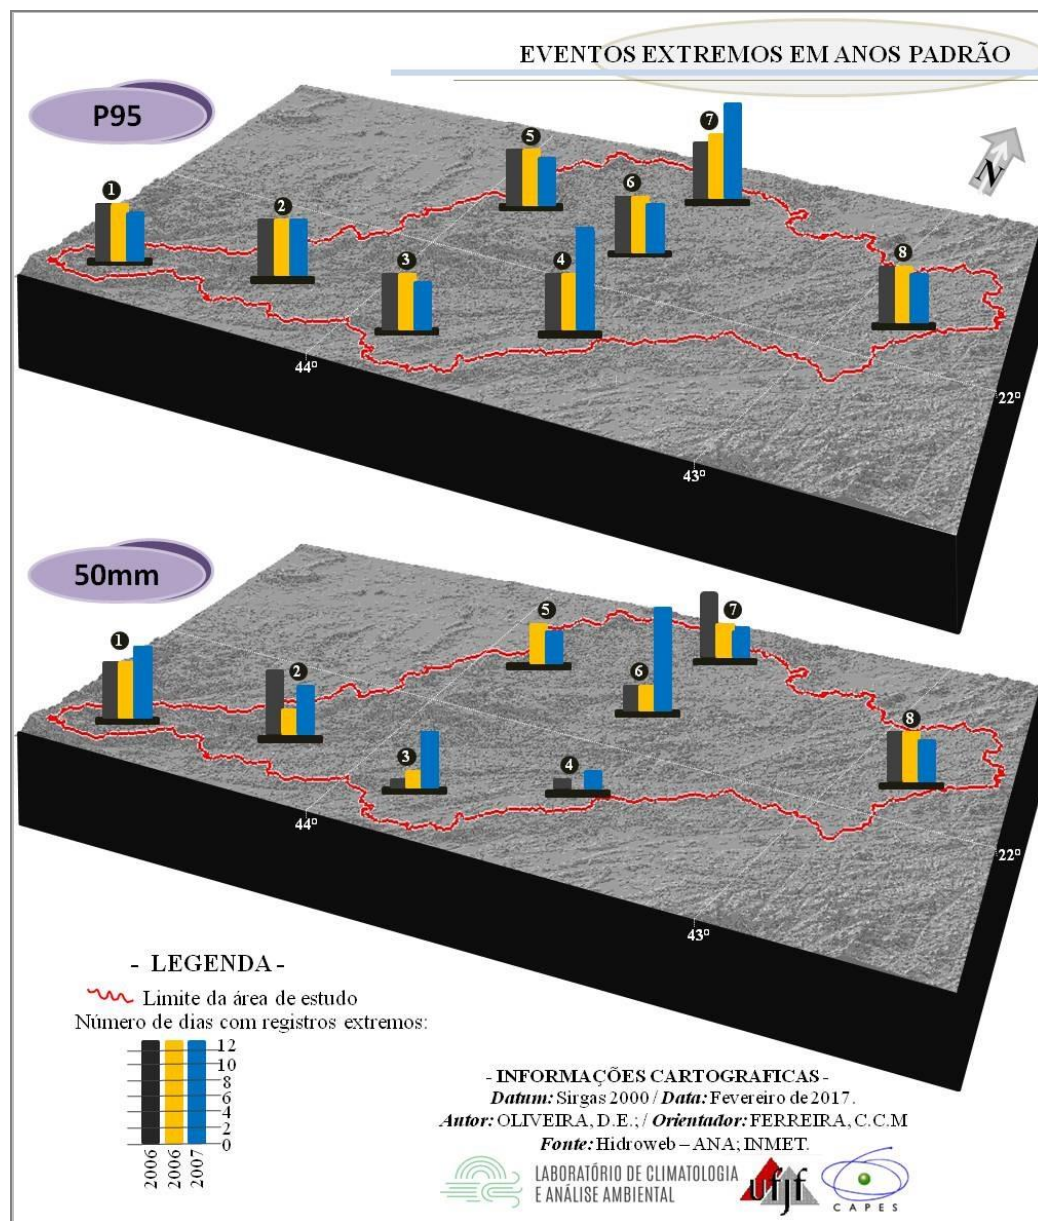 EVENTOS EXTREMOS EM ANOS PADRÃO
P95
N
1
2
3
4
5
6
7
8
44º
43º
22º
50mm
1
2
3
4
5
6
7
8
44º
43º
22º
- LEGENDA -
Limite da área de estudo
Número de dias com registros extremos:
12
10
8
6
4
2
0
2006
2006
2007
- INFORMAÇÕES CARTOGRAFICAS -
Datum: Sirgas 2000 / Data: Fevereiro de 2017.
Autor: OLIVEIRA, D.E.; / Orientador: FERREIRA, C.C.M
Fonte: Hidroweb – ANA; INMET.
LABORATÓRIO DE CLIMATOLOGIA
E ANÁLISE AMBIENTAL
ufjf
CAPES